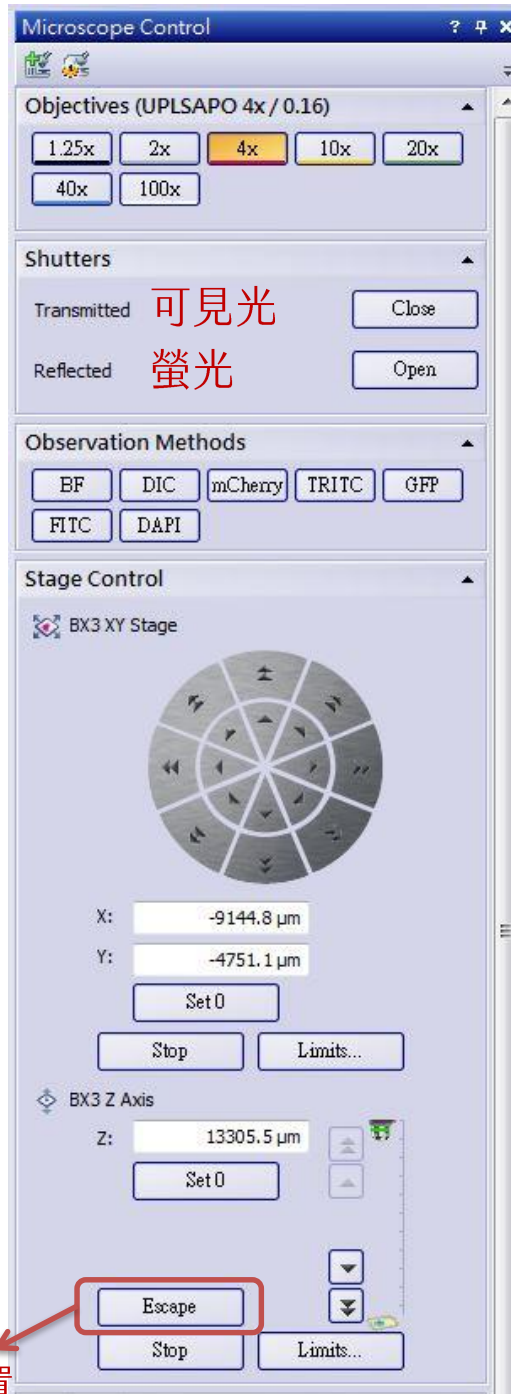 Microscope Control
Objectives (UPLSAPO 4x / 0.16)
1.25x 2x 4x 10x 20x
40x 100x
Shutters
Transmitted 可見光 Close
Reflected 螢光 Open
Observation Methods
BF DIC mCherry TRITC GFP
FITC DAPI
Stage Control
BX3 XY Stage
X: -9144.8 µm
Y: -4751.1 µm
Set 0
Stop Limits...
BX3 Z Axis
Z: 13305.5 µm
Set 0
Escape
Stop Limits...
置